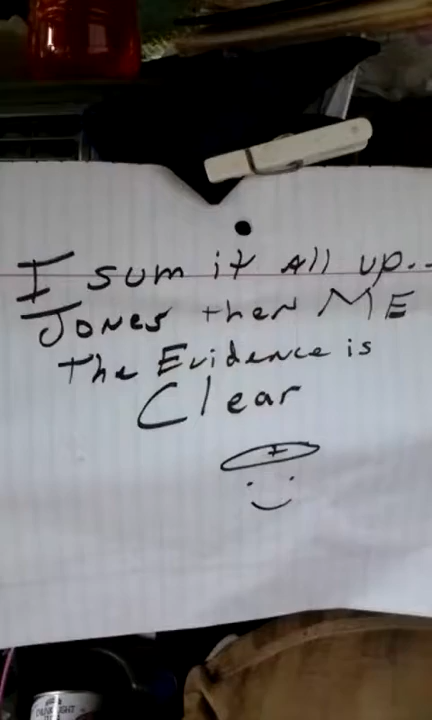 I sum it All up..
Jones then ME
the Evidence is
Clear